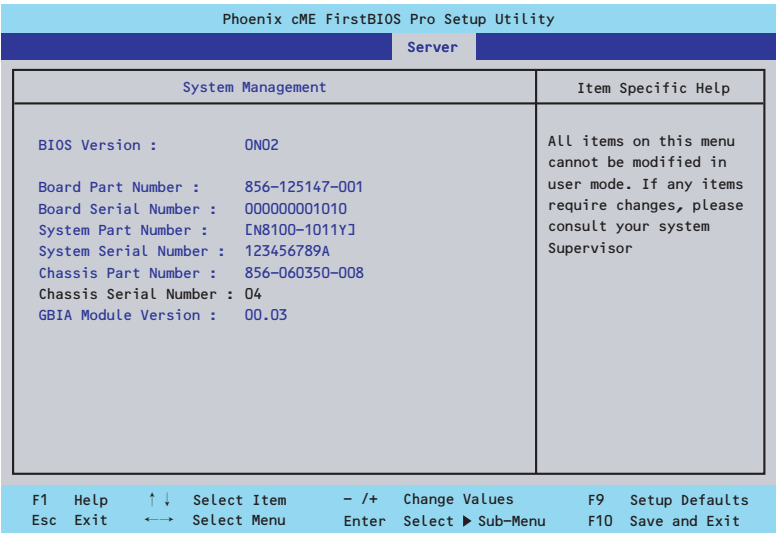 Phoenix cME FirstBIOS Pro Setup Utility
Server
System Management
Item Specific Help
BIOS Version : 0N02
Board Part Number : 856-125147-001
Board Serial Number : 000000001010
System Part Number : [N8100-1011Y]
System Serial Number : 123456789A
Chassis Part Number : 856-060350-008
Chassis Serial Number : 04
GBIA Module Version : 00.03
All items on this menu
cannot be modified in
user mode. If any items
require changes, please
consult your system
Supervisor
F1 Help ↑↓ Select Item - /+ Change Values F9 Setup Defaults
Esc Exit ←→ Select Menu Enter Select ▶ Sub-Menu F10 Save and Exit